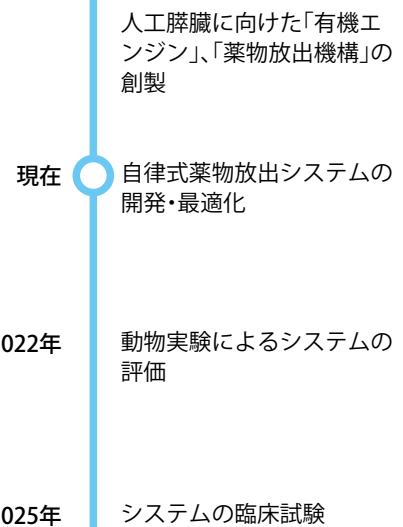 人工膵臓に向けた「有機エ
ンジン」、「薬物放出機構」の
創製
現在
自律式薬物放出システムの
開発・最適化
022年
動物実験によるシステムの
評価
025年
システムの臨床試験